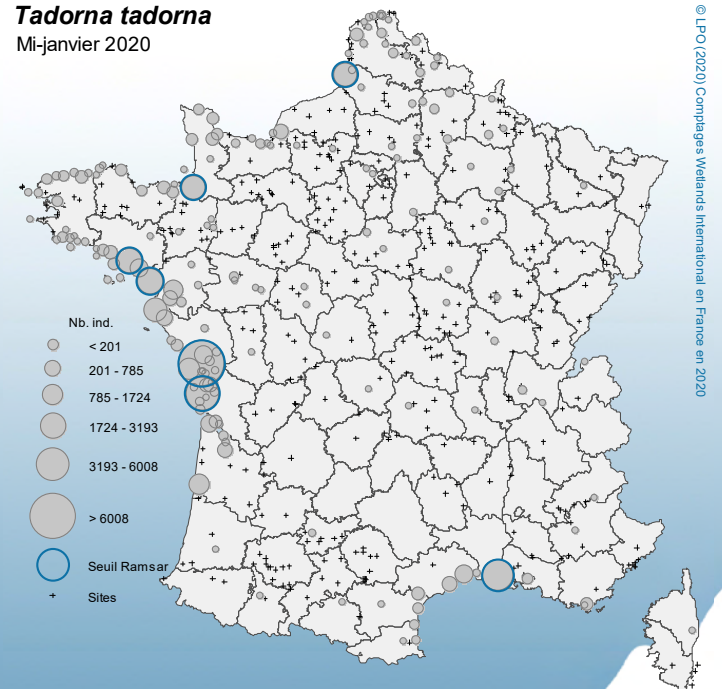 Tadorna tadorna
Mi-janvier 2020
© LPO (2020) Comptages Wetlands International en France en 2020
Nb. ind.
< 201
201 - 785
785 - 1724
1724 - 3193
3193 - 6008
> 6008
Seuil Ramsar
Sites